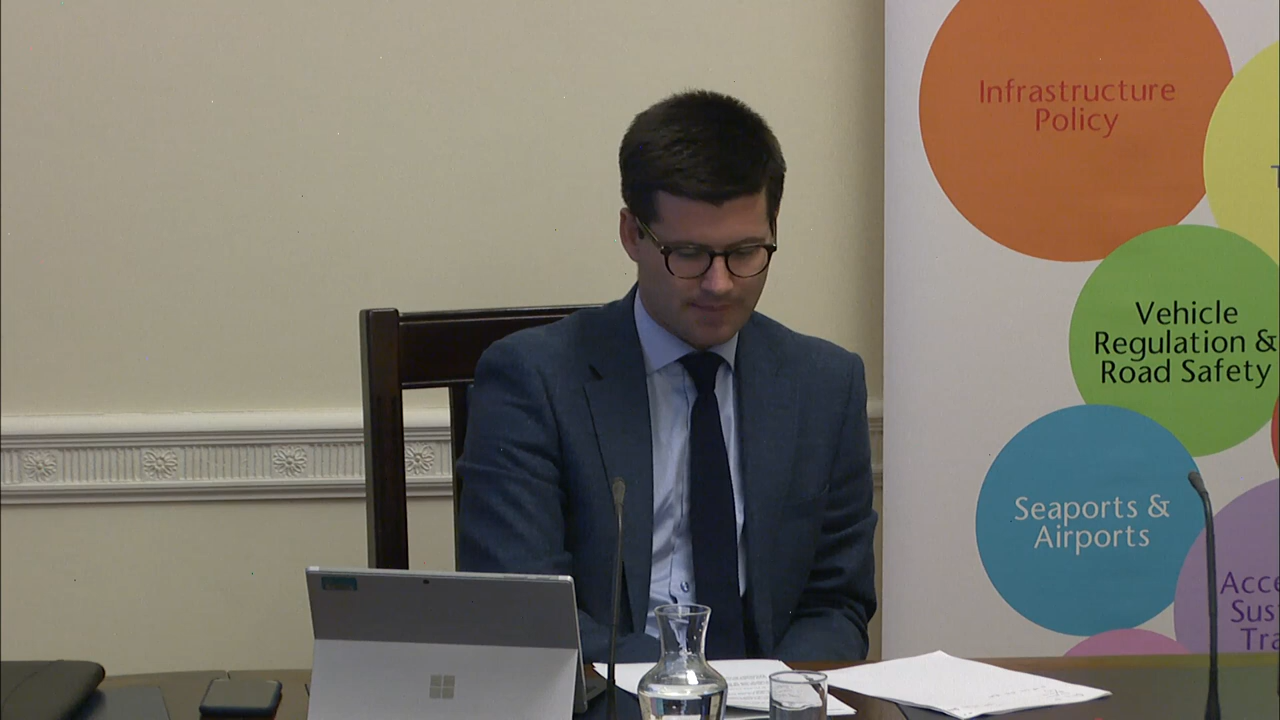 Infrastructure
Policy
Vehicle
Regulation &
Road Safety
Seaports &
Airports